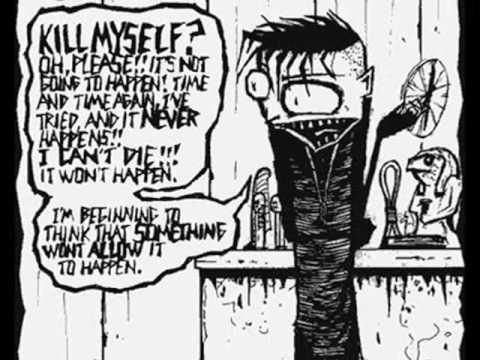 KILL MYSELF?
OH, PLEASE!! IT'S NOT
GOING TO HAPPEN! TIME
AND TIME AGAIN, I'VE
TRIED, AND IT NEVER
HAPPENS!!
I CAN'T DIE!!!
IT WON'T HAPPEN.
I'M BEGINNING TO
THINK THAT SOMETHING
WONT ALLOW IT
TO HAPPEN.